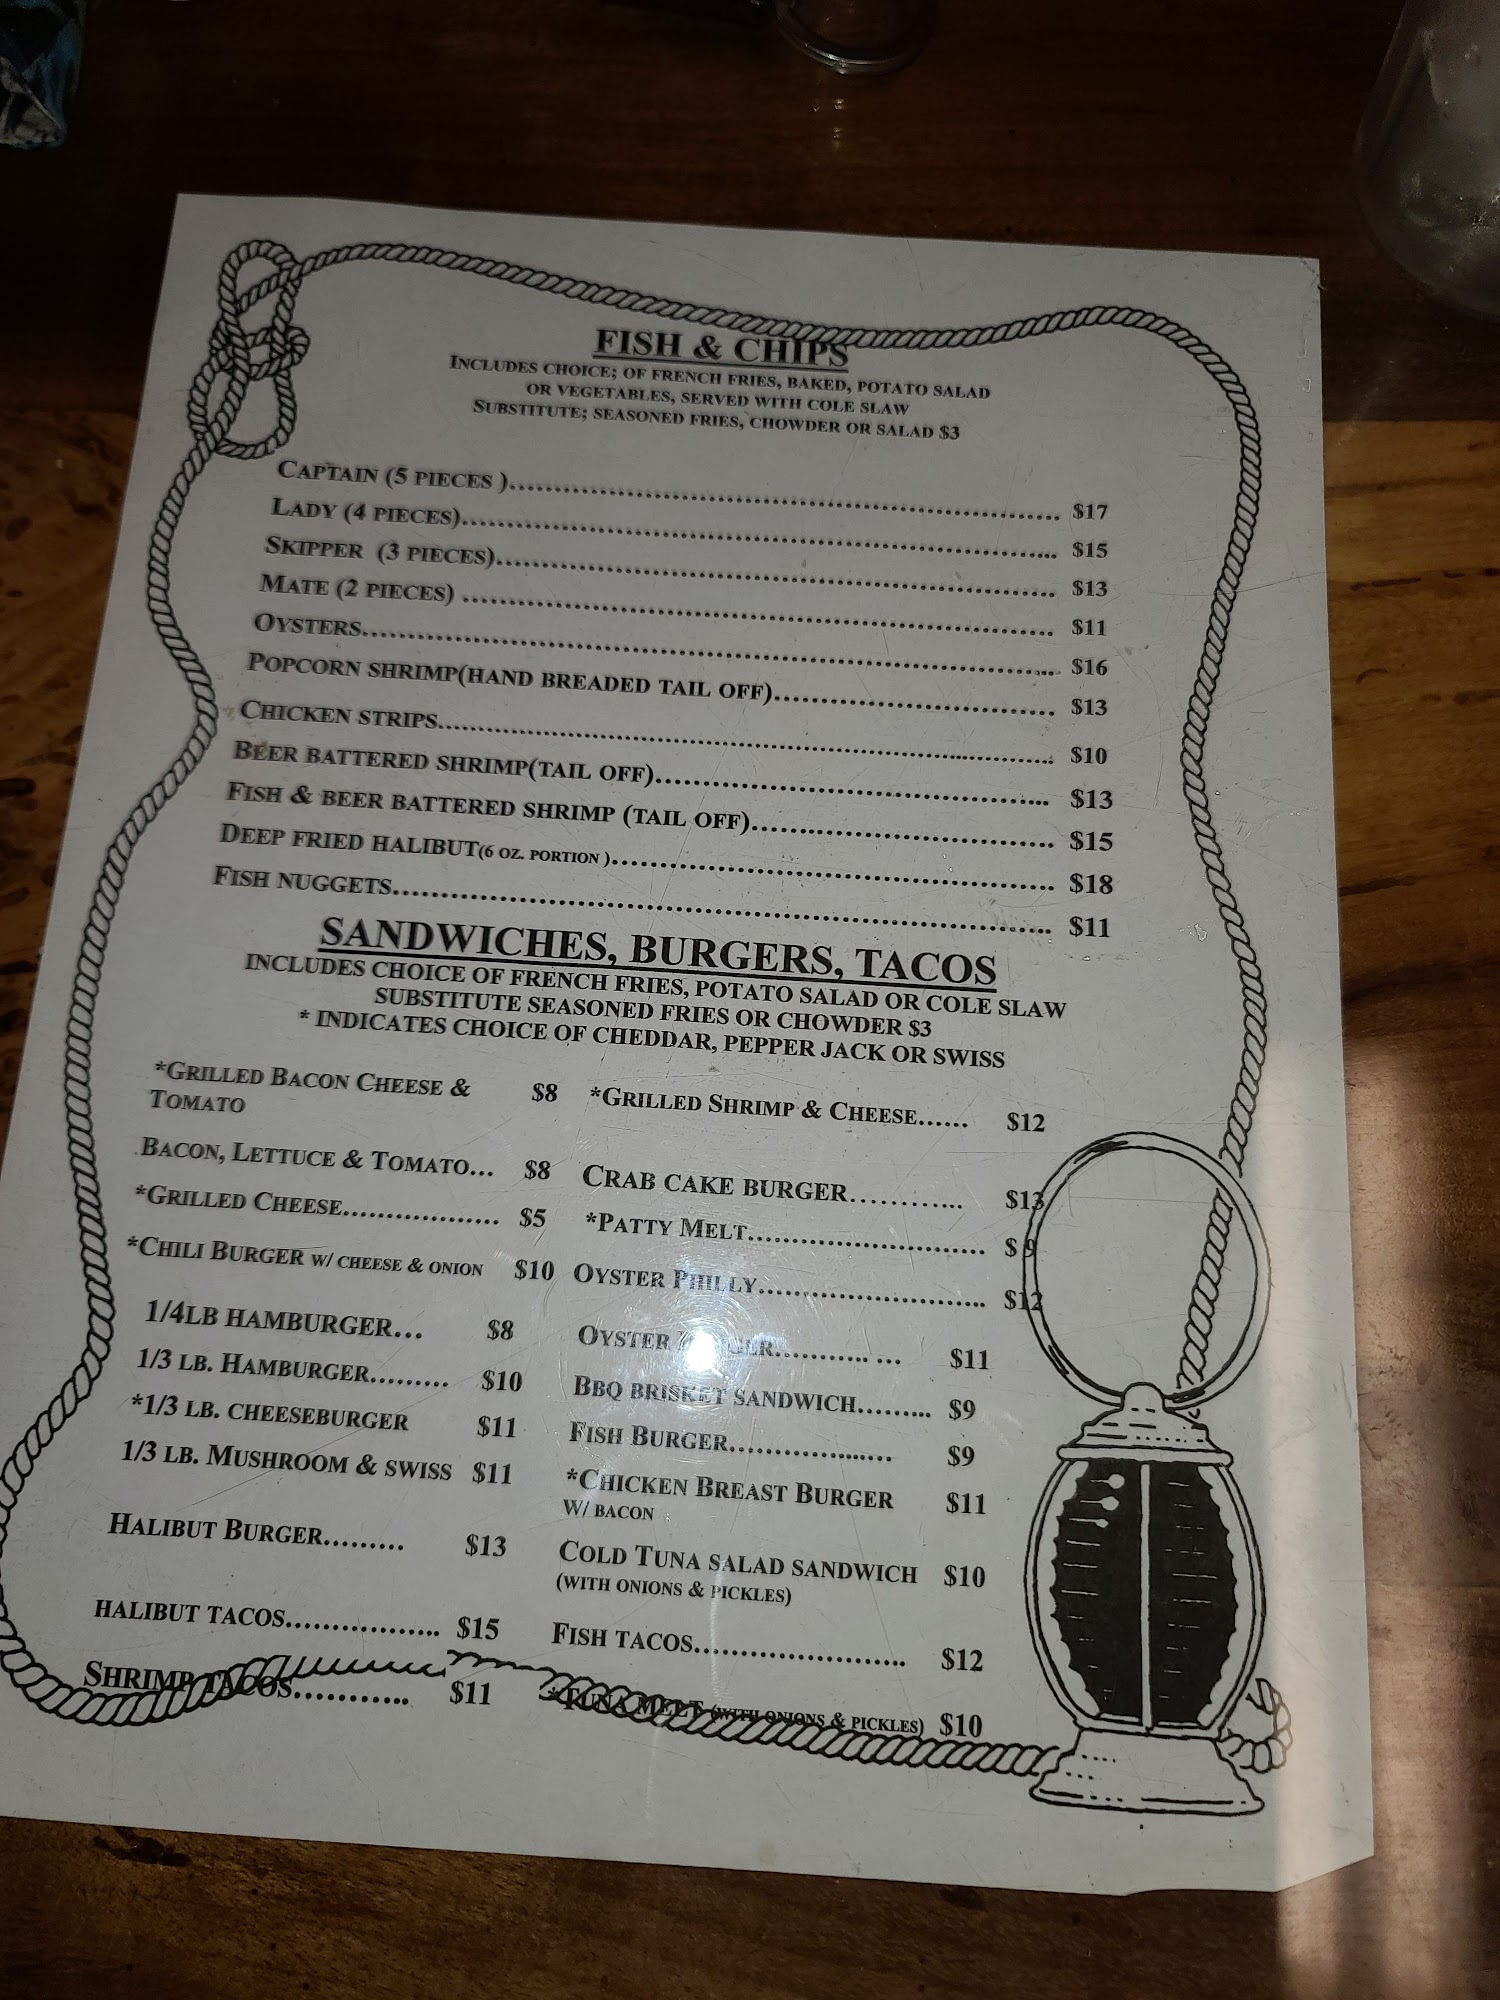 FISH & CHIPS
INCLUDES CHOICE; OF FRENCH FRIES, BAKED, POTATO SALAD
OR VEGETABLES, SERVED WITH COLE SLAW
SUBSTITUTE; SEASONED FRIES, CHOWDER OR SALAD $3
CAPTAIN (5 PIECES )........ $17
LADY (4 PIECES)........ $15
SKIPPER (3 PIECES)........ $13
MATE (2 PIECES) ........ $11
OYSTERS........ $16
POPCORN SHRIMP(HAND BREADED TAIL OFF)........ $13
CHICKEN STRIPS........ $10
BEER BATTERED SHRIMP(TAIL OFF)........ $13
FISH & BEER BATTERED SHRIMP (TAIL OFF)........ $15
DEEP FRIED HALIBUT(6 OZ. PORTION )........ $18
FISH NUGGETS........ $11
SANDWICHES, BURGERS, TACOS
INCLUDES CHOICE OF FRENCH FRIES, POTATO SALAD OR COLE SLAW
SUBSTITUTE SEASONED FRIES OR CHOWDER $3
* INDICATES CHOICE OF CHEDDAR, PEPPER JACK OR SWISS
*GRILLED BACON CHEESE & $8
TOMATO
BACON, LETTUCE & TOMATO... $8
*GRILLED CHEESE........ $5
*CHILI BURGER W/ CHEESE & ONION $10
1/4LB HAMBURGER... $8
1/3 LB. HAMBURGER......... $10
*1/3 LB. CHEESEBURGER $11
1/3 LB. MUSHROOM & SWISS $11
HALIBUT BURGER......... $13
HALIBUT TACOS........ $15
SHRIMP TACOS........... $11
*GRILLED SHRIMP & CHEESE...... $12
CRAB CAKE BURGER............ $13
*PATTY MELT........ $ 9
OYSTER PHILLY........ $12
OYSTER ........... ... $11
BBQ BRISKET SANDWICH......... $9
FISH BURGER........ $9
*CHICKEN BREAST BURGER $11
W/ BACON
COLD TUNA SALAD SANDWICH $10
(WITH ONIONS & PICKLES)
FISH TACOS........ $12
*TUNA MELT (WITH ONIONS & PICKLES) $10